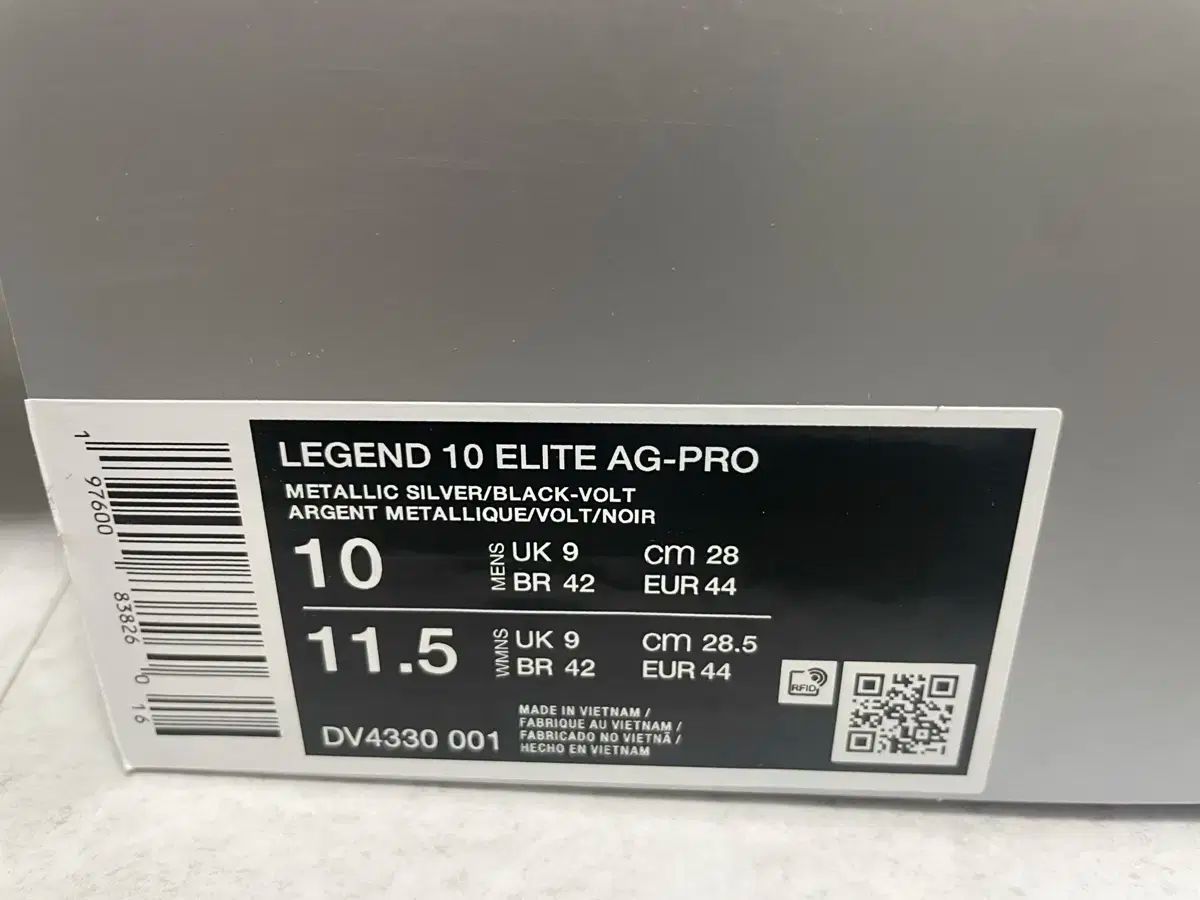 LEGEND 10 ELITE AG-PRO
METALLIC SILVER/BLACK-VOLT
ARGENT METALLIQUE/VOLT/NOIR
10 MENS UK 9 cm 28
BR 42 EUR 44
11.5 WMNS UK 9 cm 28.5
BR 42 EUR 44
DV4330 001
MADE IN VIETNAM /
FABRIQUE AU VIETNAM /
FABRICADO NO VIETNÃ /
HECHO EN VIETNAM
RFID
1 97600 83826 0 16